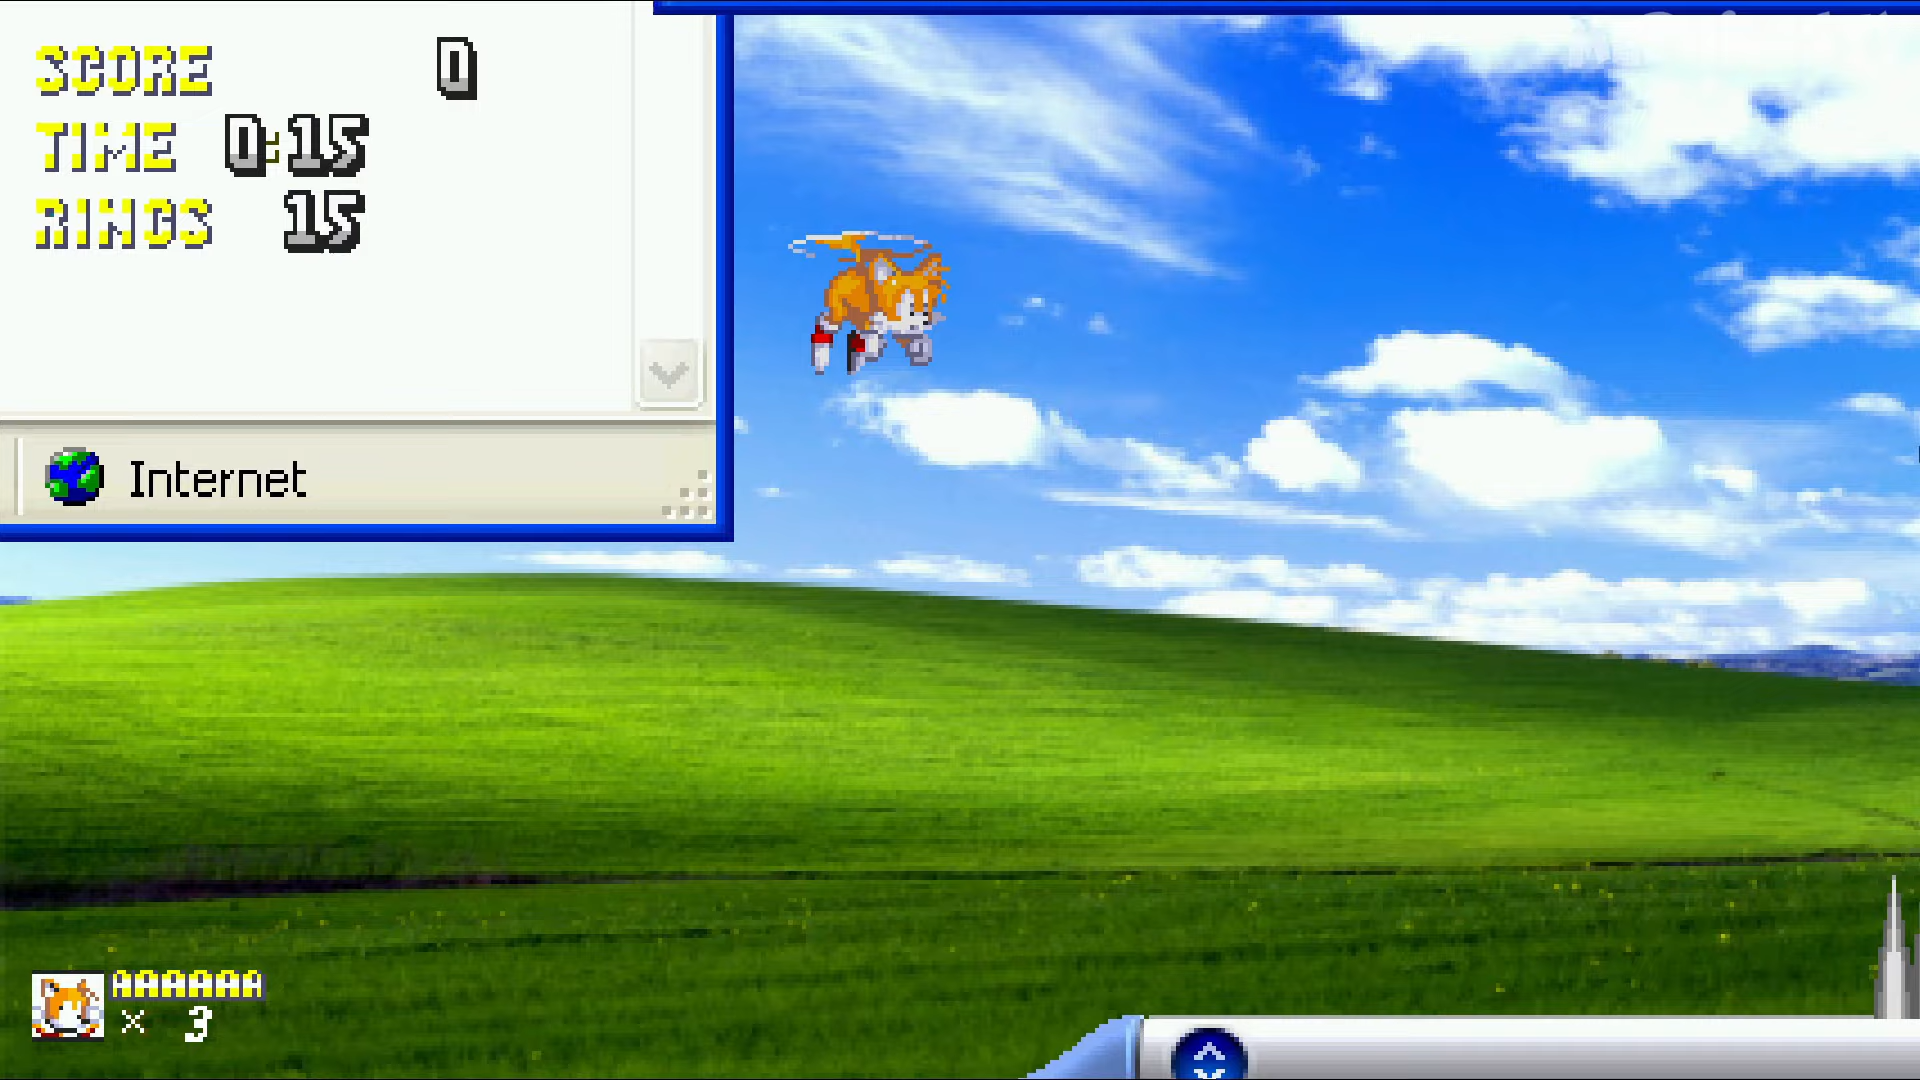 SCORE 0
TIME 0:15
RINGS 15
Internet
AAAAAA
× 3